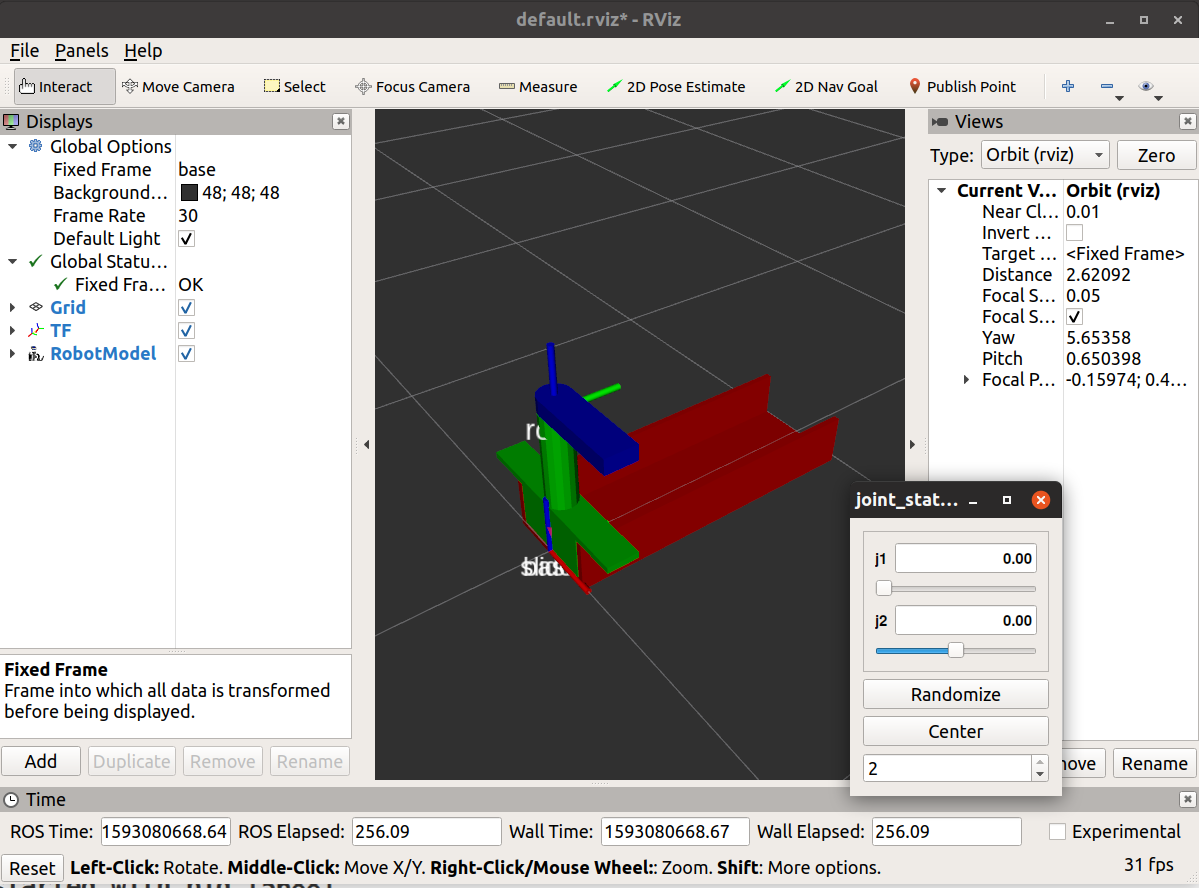 default.rviz* - RViz
File Panels Help
Interact Move Camera Select Focus Camera Measure 2D Pose Estimate 2D Nav Goal Publish Point
Displays
Global Options
Fixed Frame base
Background... 48; 48; 48
Frame Rate 30
Default Light
Global Statu...
Fixed Fra... OK
Grid
TF
RobotModel
Fixed Frame
Frame into which all data is transformed
before being displayed.
Add Duplicate Remove Rename
Views
Type: Orbit (rviz) Zero
Current V... Orbit (rviz)
Near Cl... 0.01
Invert ...
Target ... <Fixed Frame>
Distance 2.62092
Focal S... 0.05
Focal S...
Yaw 5.65358
Pitch 0.650398
Focal P... -0.15974; 0.4...
joint_stat...
j1 0.00
j2 0.00
Randomize
Center
2
Rename
Time
ROS Time: 1593080668.64 ROS Elapsed: 256.09 Wall Time: 1593080668.67 Wall Elapsed: 256.09 Experimental
Reset Left-Click: Rotate. Middle-Click: Move X/Y. Right-Click/Mouse Wheel:: Zoom. Shift: More options. 31 fps